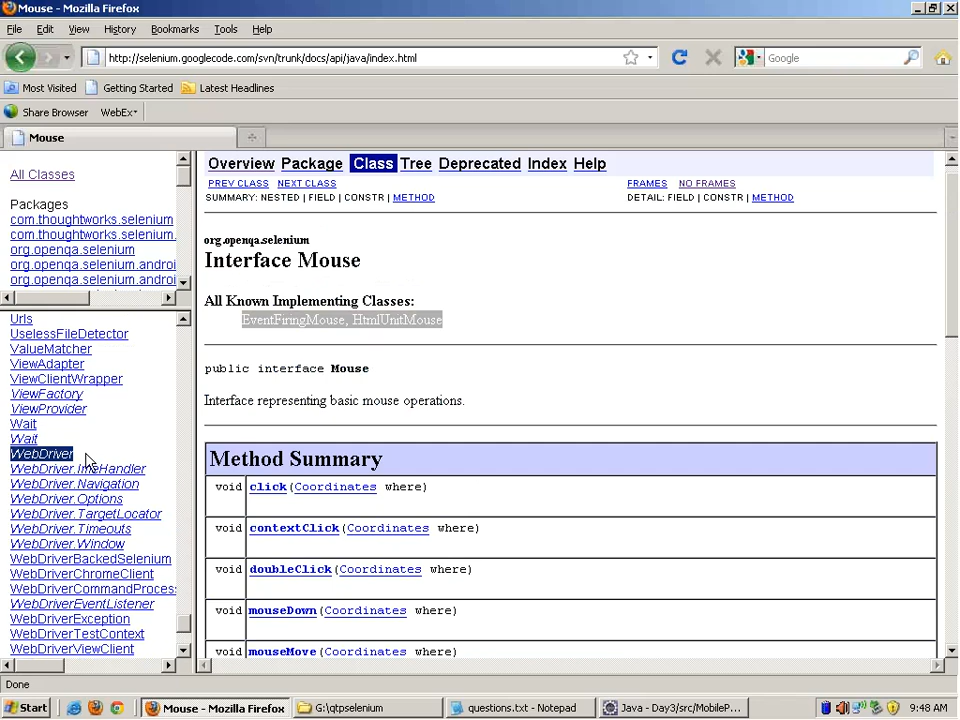 Mouse - Mozilla Firefox
File Edit View History Bookmarks Tools Help
http://selenium.googlecode.com/svn/trunk/docs/api/java/index.html
Google
Most Visited Getting Started Latest Headlines
Share Browser WebEx
Mouse
All Classes
Packages
com.thoughtworks.selenium
com.thoughtworks.selenium.
org.openqa.selenium
org.openqa.selenium.androi
org.openqa.selenium.androi
Urls
UselessFileDetector
ValueMatcher
ViewAdapter
ViewClientWrapper
ViewFactory
ViewProvider
Wait
Wait
WebDriver
WebDriver.ImeHandler
WebDriver.Navigation
WebDriver.Options
WebDriver.TargetLocator
WebDriver.Timeouts
WebDriver.Window
WebDriverBackedSelenium
WebDriverChromeClient
WebDriverCommandProcess
WebDriverEventListener
WebDriverException
WebDriverTestContext
WebDriverViewClient
Overview Package Class Tree Deprecated Index Help
PREV CLASS NEXT CLASS FRAMES NO FRAMES
SUMMARY: NESTED | FIELD | CONSTR | METHOD DETAIL: FIELD | CONSTR | METHOD
org.openqa.selenium
Interface Mouse
All Known Implementing Classes:
EventFiringMouse, HtmlUnitMouse
public interface Mouse
Interface representing basic mouse operations.
Method Summary
void click(Coordinates where)
void contextClick(Coordinates where)
void doubleClick(Coordinates where)
void mouseDown(Coordinates where)
void mouseMove(Coordinates where)
Done
Start Mouse - Mozilla Firefox G:\qtpselenium questions.txt - Notepad Java - Day3/src/MobileP... 9:48 AM